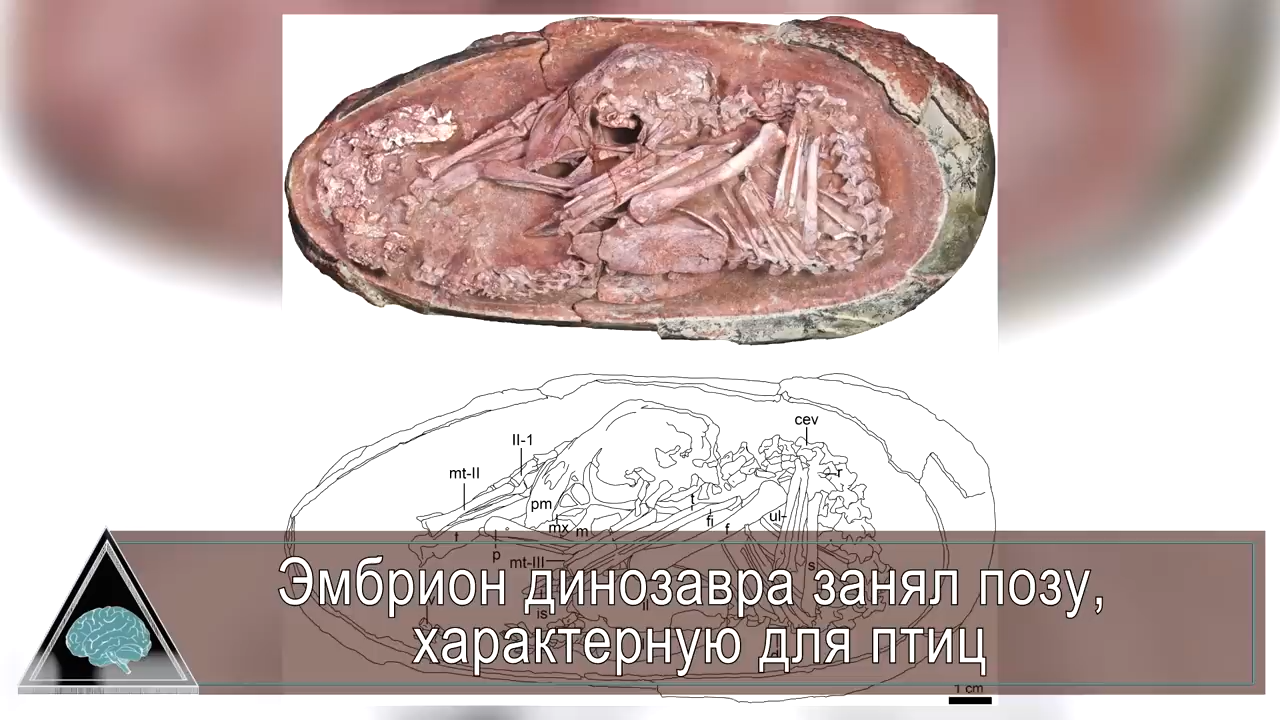 cev
II-1
mt-II
r
pm
t
fi
f
ul
mx
m
f
p
mt-III
s
is
il
Эмбрион динозавра занял позу,
характерную для птиц
1 cm